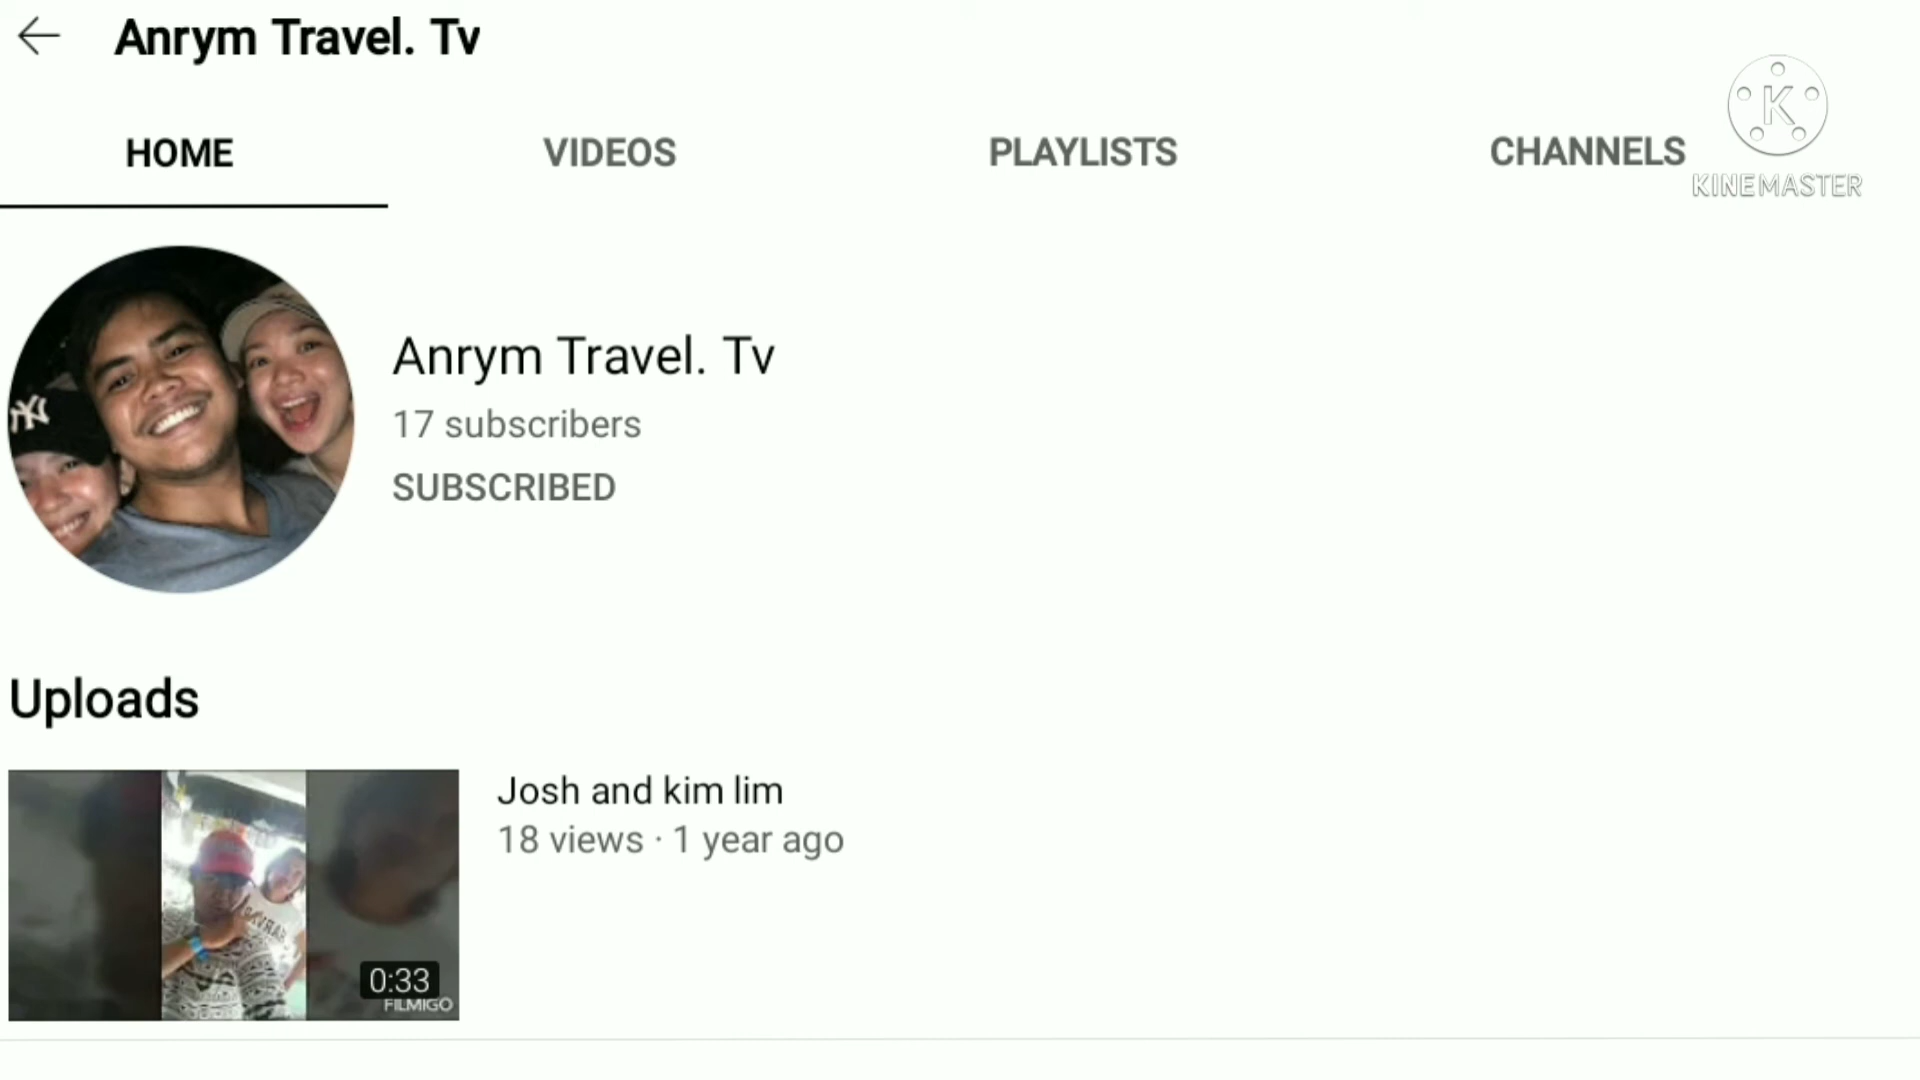 Anrym Travel. Tv
HOME VIDEOS PLAYLISTS CHANNELS
K
KINEMASTER
NY
Anrym Travel. Tv
17 subscribers
SUBSCRIBED
Uploads
Josh and kim lim
18 views · 1 year ago
0:33
FILMIGO